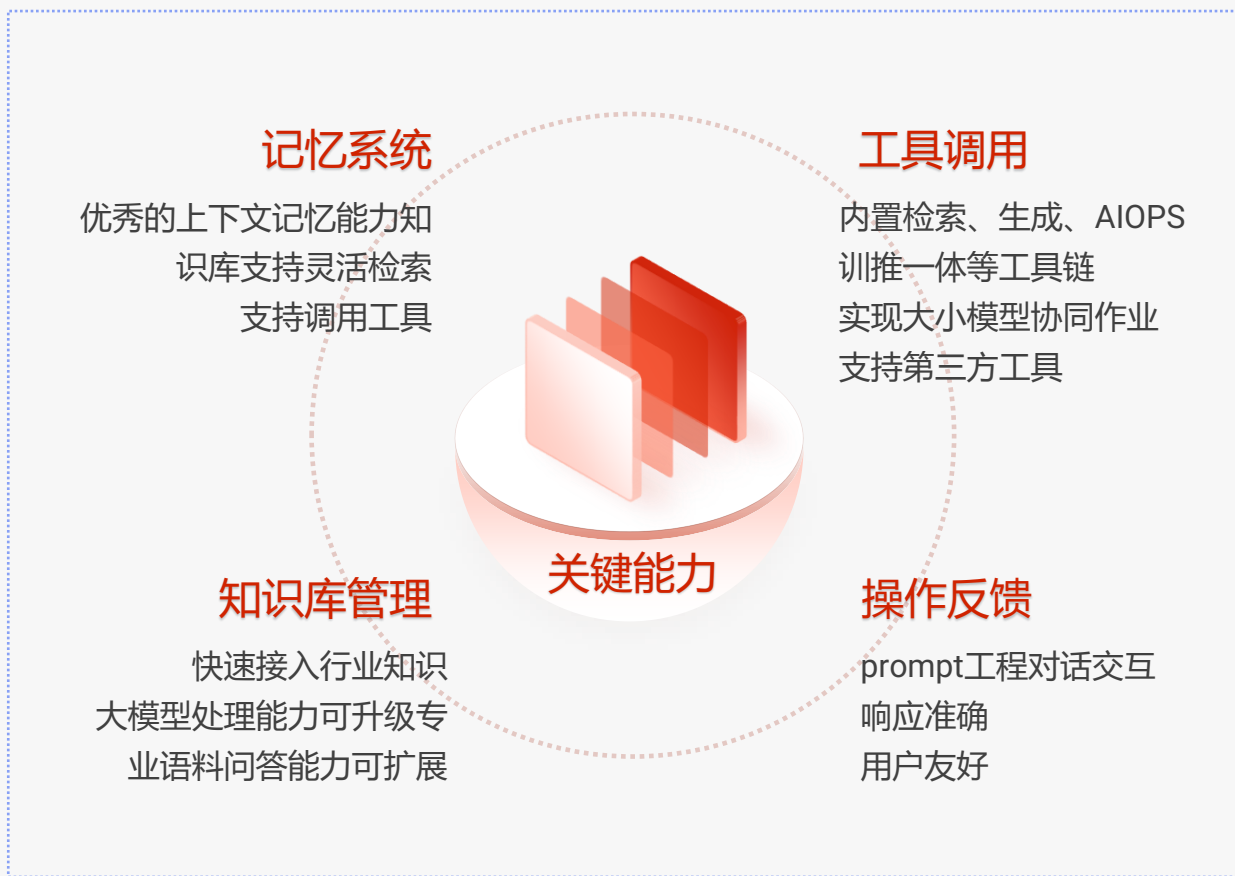 记忆系统
优秀的上下文记忆能力知
识库支持灵活检索
支持调用工具
工具调用
内置检索、生成、AIOPS
训推一体等工具链
实现大小模型协同作业
支持第三方工具
关键能力
知识库管理
快速接入行业知识
大模型处理能力可升级专
业语料问答能力可扩展
操作反馈
prompt工程对话交互
响应准确
用户友好